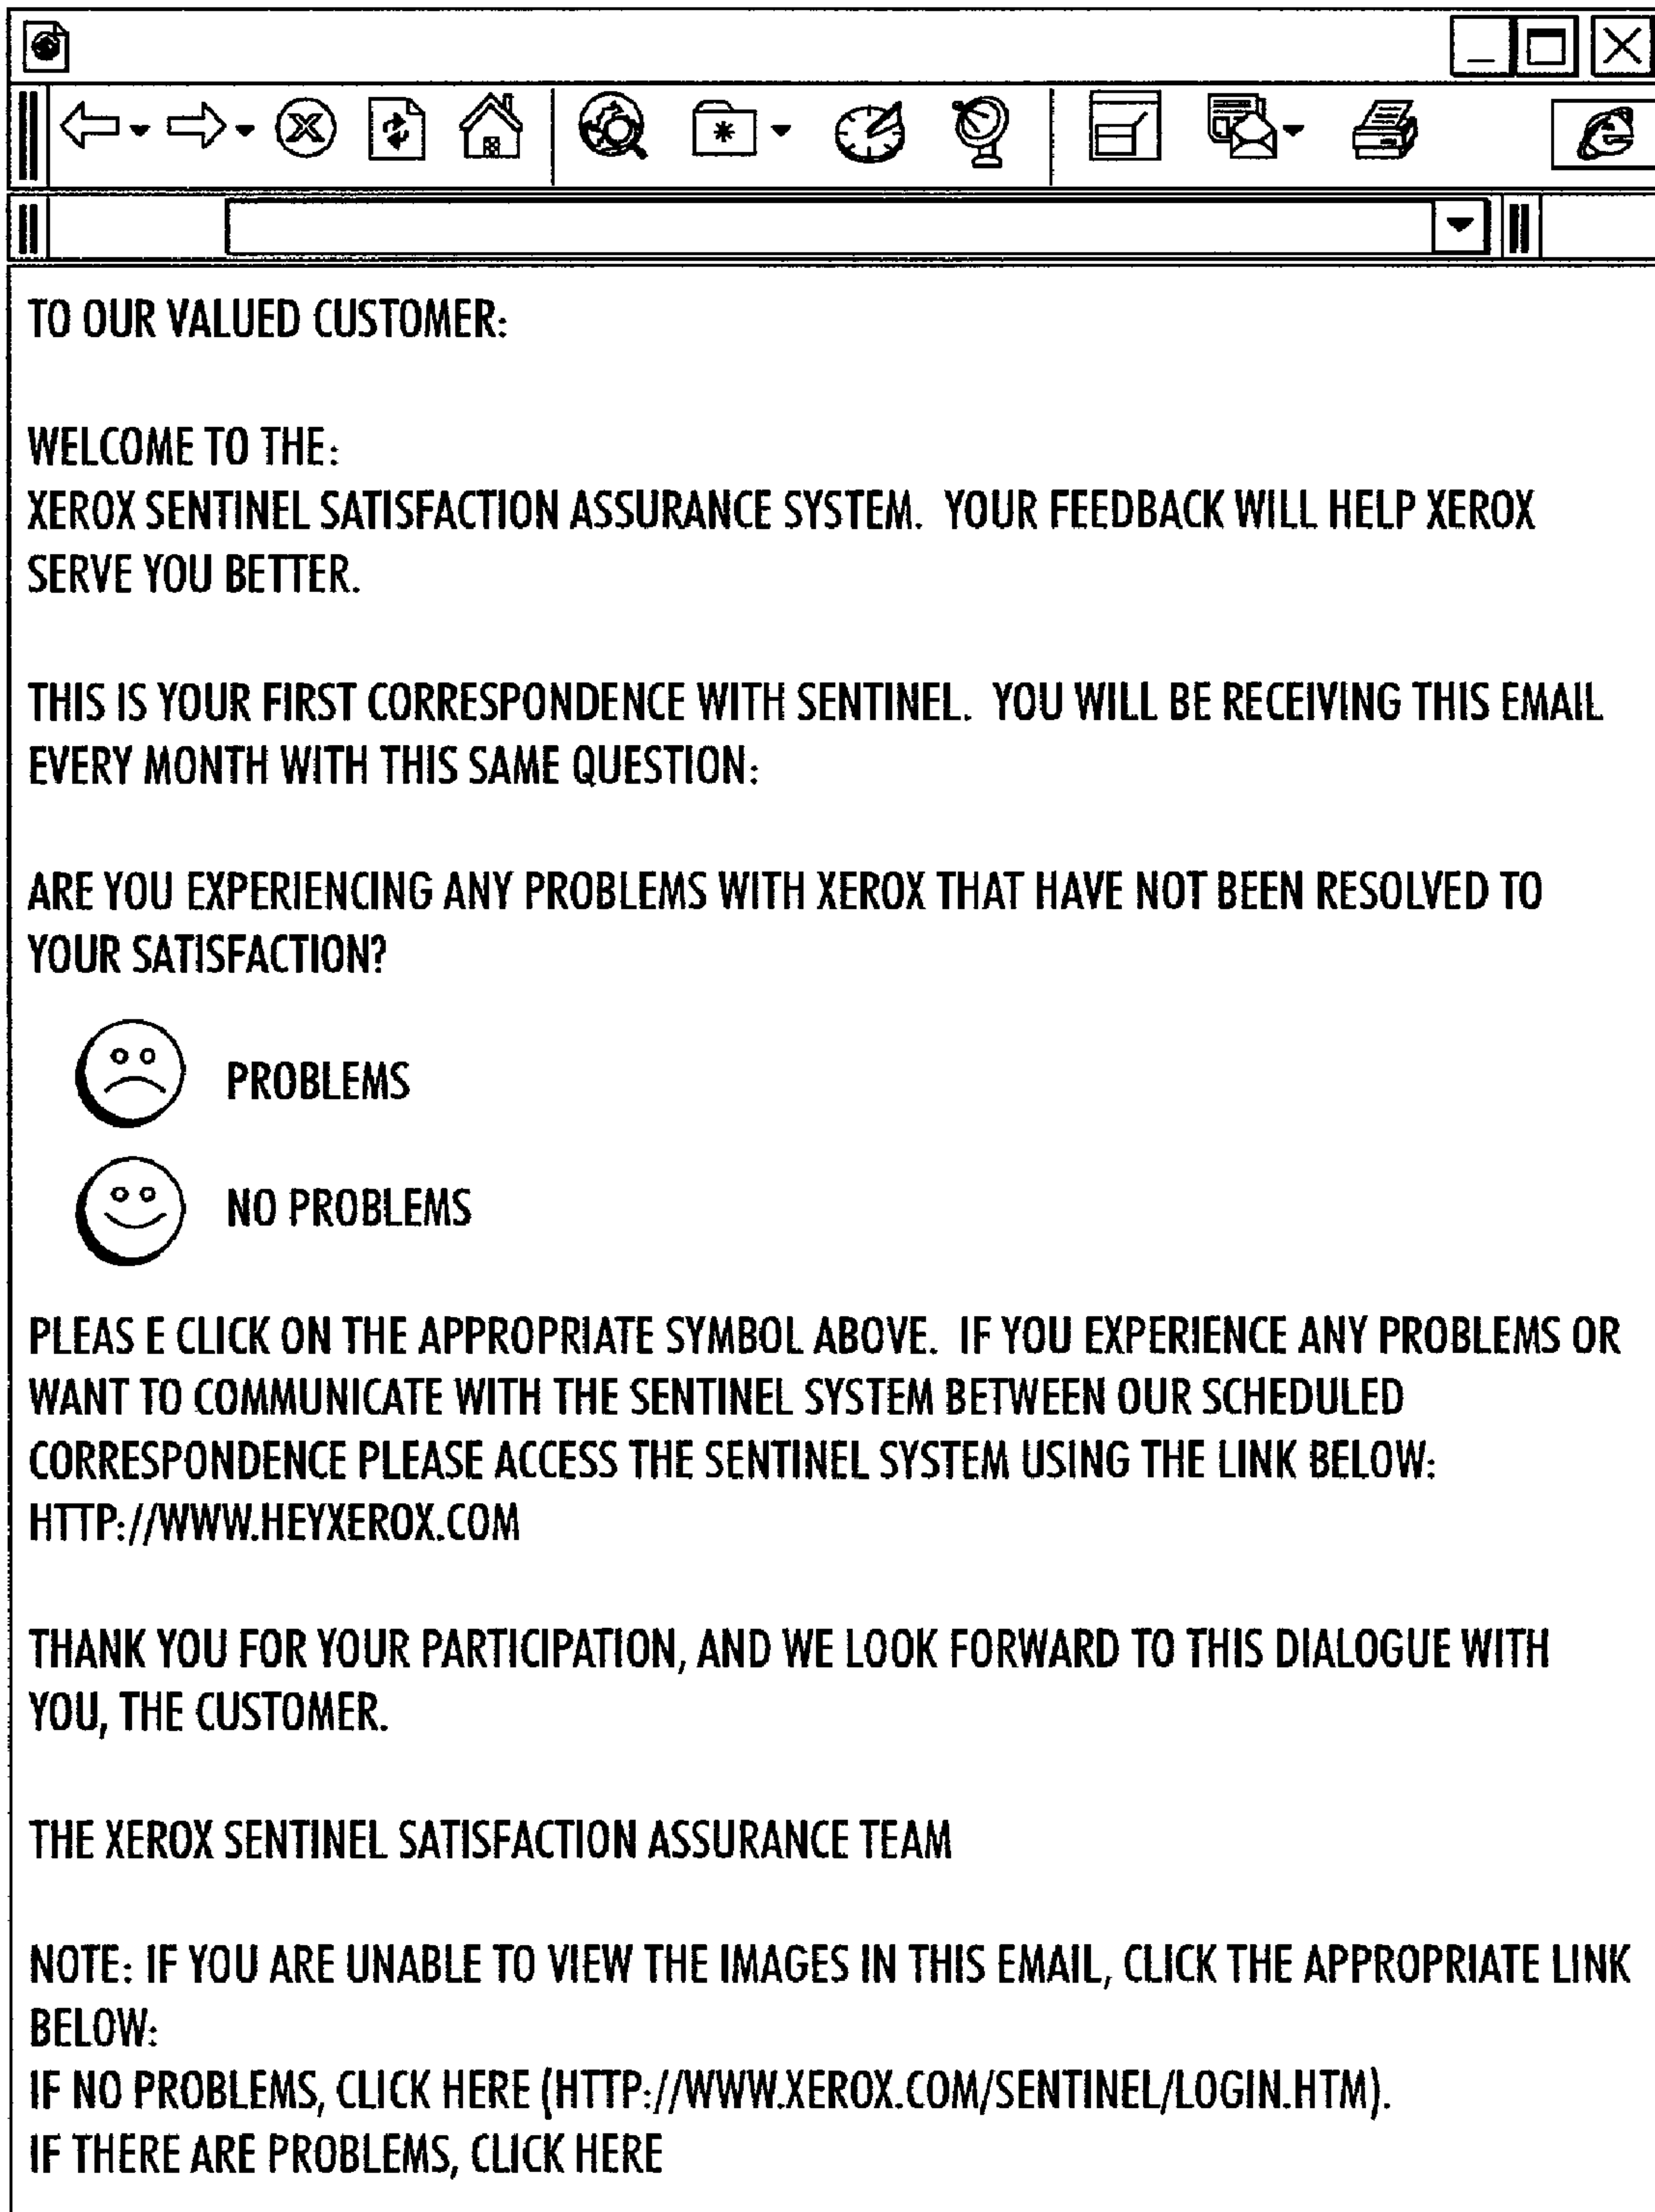 TO OUR VALUED CUSTOMER:
WELCOME TO THE:
XEROX SENTINEL SATISFACTION ASSURANCE SYSTEM. YOUR FEEDBACK WILL HELP XEROX
SERVE YOU BETTER.
THIS IS YOUR FIRST CORRESPONDENCE WITH SENTINEL. YOU WILL BE RECEIVING THIS EMAIL
EVERY MONTH WITH THIS SAME QUESTION:
ARE YOU EXPERIENCING ANY PROBLEMS WITH XEROX THAT HAVE NOT BEEN RESOLVED TO
YOUR SATISFACTION?
PROBLEMS
NO PROBLEMS
PLEAS E CLICK ON THE APPROPRIATE SYMBOL ABOVE. IF YOU EXPERIENCE ANY PROBLEMS OR
WANT TO COMMUNICATE WITH THE SENTINEL SYSTEM BETWEEN OUR SCHEDULED
CORRESPONDENCE PLEASE ACCESS THE SENTINEL SYSTEM USING THE LINK BELOW:
HTTP://WWW.HEYXEROX.COM
THANK YOU FOR YOUR PARTICIPATION, AND WE LOOK FORWARD TO THIS DIALOGUE WITH
YOU, THE CUSTOMER.
THE XEROX SENTINEL SATISFACTION ASSURANCE TEAM
NOTE: IF YOU ARE UNABLE TO VIEW THE IMAGES IN THIS EMAIL, CLICK THE APPROPRIATE LINK
BELOW:
IF NO PROBLEMS, CLICK HERE (HTTP://WWW.XEROX.COM/SENTINEL/LOGIN.HTM).
IF THERE ARE PROBLEMS, CLICK HERE